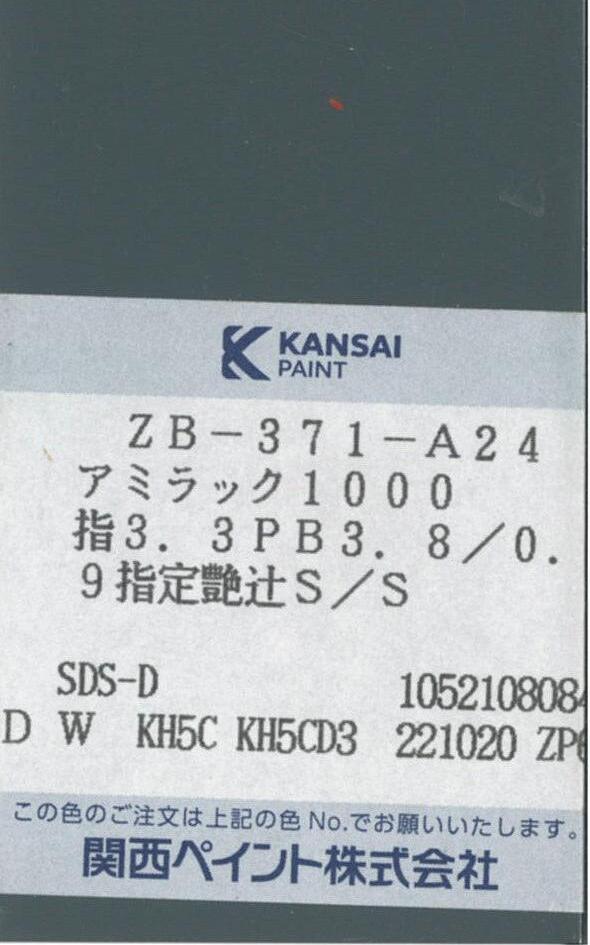 KANSAI
PAINT
ZB-371-A24
アミラック1000
指3.3PB3.8/0.
9指定艶辻S/S
SDS-D 105210808
D W KH5C KH5CD3 221020 ZP
この色のご注文は上記の色No.でお願いいたします。
関西ペイント株式会社